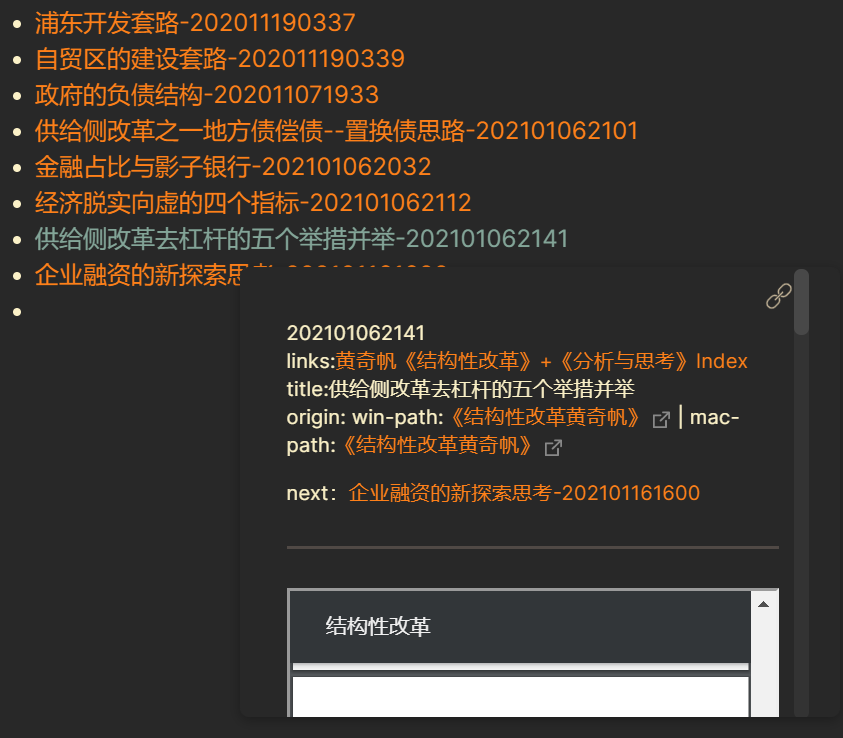 浦东开发套路-202011190337
自贸区的建设套路-202011190339
政府的负债结构-202011071933
供给侧改革之一地方债偿债--置换债思路-202101062101
金融占比与影子银行-202101062032
经济脱实向虚的四个指标-202101062112
供给侧改革去杠杆的五个举措并举-202101062141
企业融资的新探索思
202101062141
links:黄奇帆《结构性改革》+《分析与思考》Index
title:供给侧改革去杠杆的五个举措并举
origin: win-path:《结构性改革黄奇帆》 | mac-
path:《结构性改革黄奇帆》
next：企业融资的新探索思考-202101161600
结构性改革